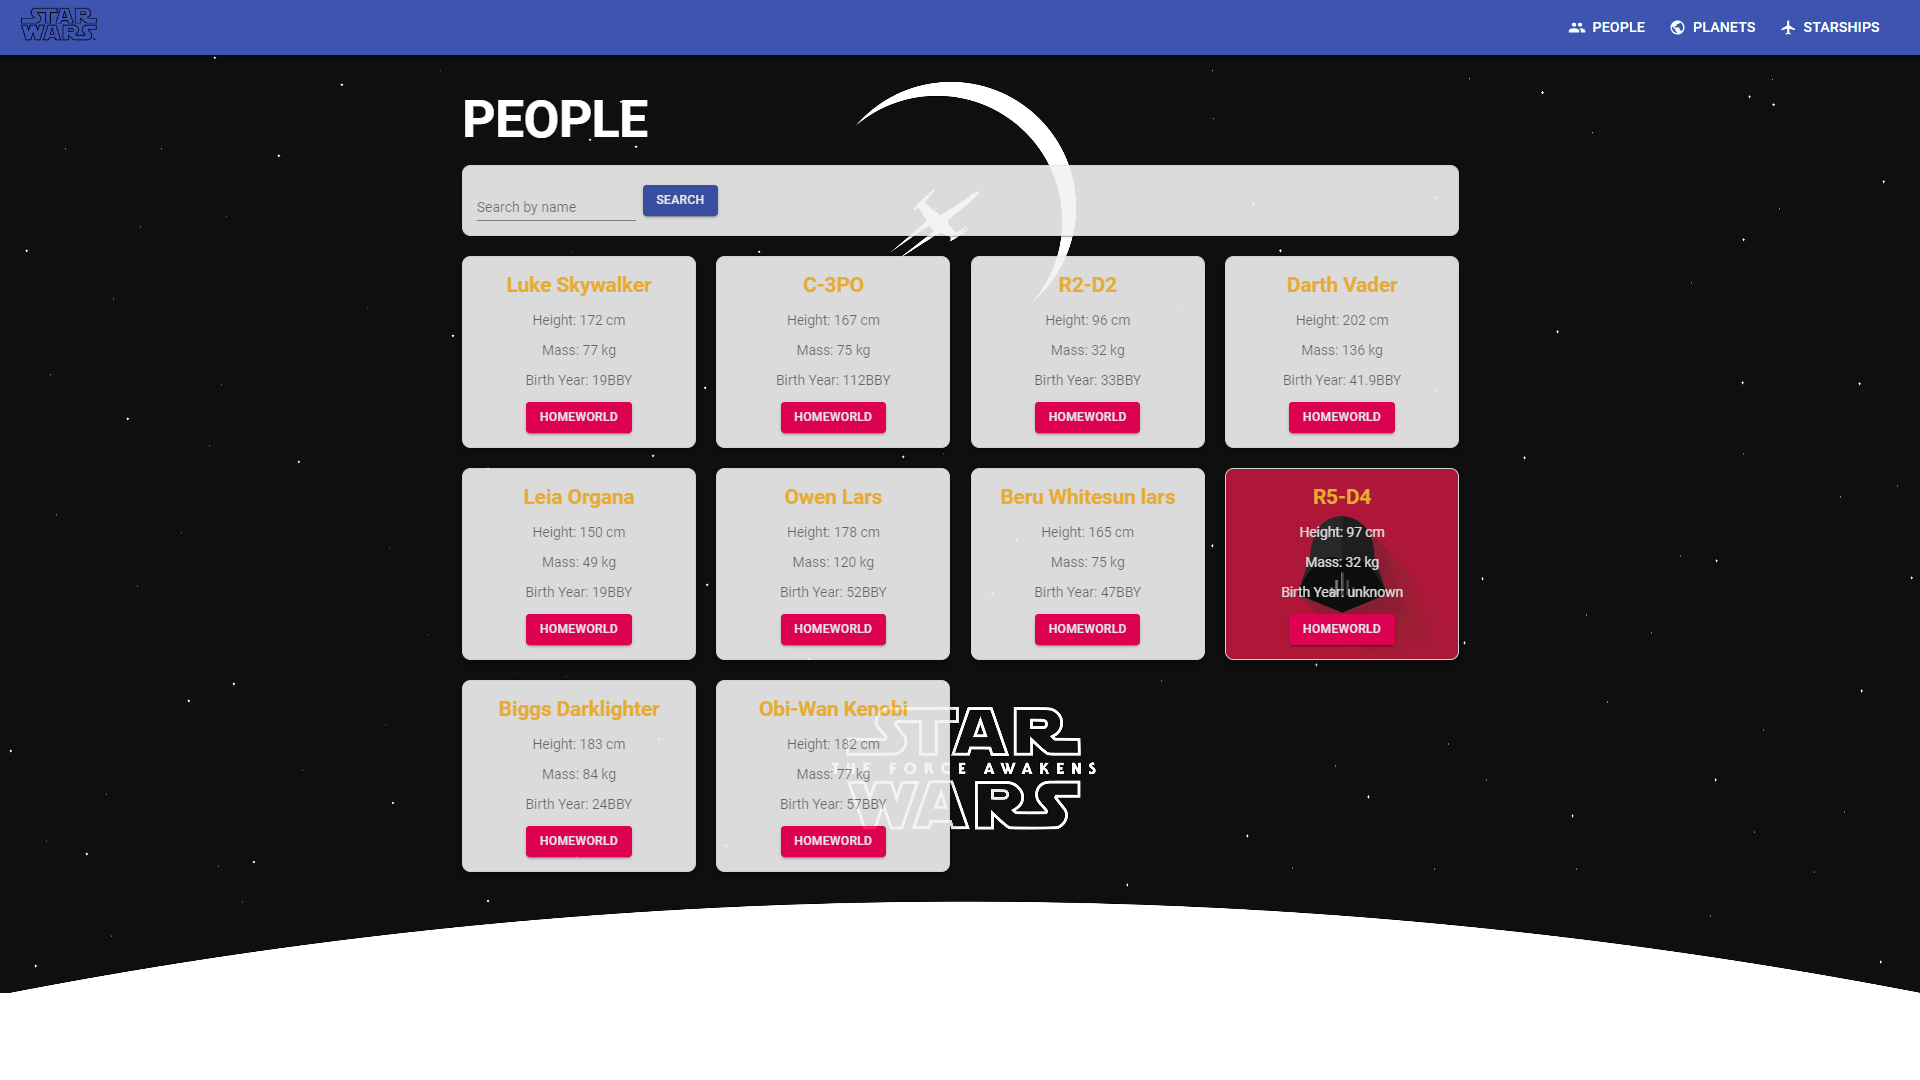 STAR
WARS
PEOPLE
PLANETS
STARSHIPS
PEOPLE
Search by name
SEARCH
Luke Skywalker
Height: 172 cm
Mass: 77 kg
Birth Year: 19BBY
HOMEWORLD
C-3PO
Height: 167 cm
Mass: 75 kg
Birth Year: 112BBY
HOMEWORLD
R2-D2
Height: 96 cm
Mass: 32 kg
Birth Year: 33BBY
HOMEWORLD
Darth Vader
Height: 202 cm
Mass: 136 kg
Birth Year: 41.9BBY
HOMEWORLD
Leia Organa
Height: 150 cm
Mass: 49 kg
Birth Year: 19BBY
HOMEWORLD
Owen Lars
Height: 178 cm
Mass: 120 kg
Birth Year: 52BBY
HOMEWORLD
Beru Whitesun lars
Height: 165 cm
Mass: 75 kg
Birth Year: 47BBY
HOMEWORLD
R5-D4
Height: 97 cm
Mass: 32 kg
Birth Year: unknown
HOMEWORLD
Biggs Darklighter
Height: 183 cm
Mass: 84 kg
Birth Year: 24BBY
HOMEWORLD
Obi-Wan Kenobi
Height: 182 cm
Mass: 77 kg
Birth Year: 57BBY
HOMEWORLD
STAR
THE FORCE AWAKENS
WARS